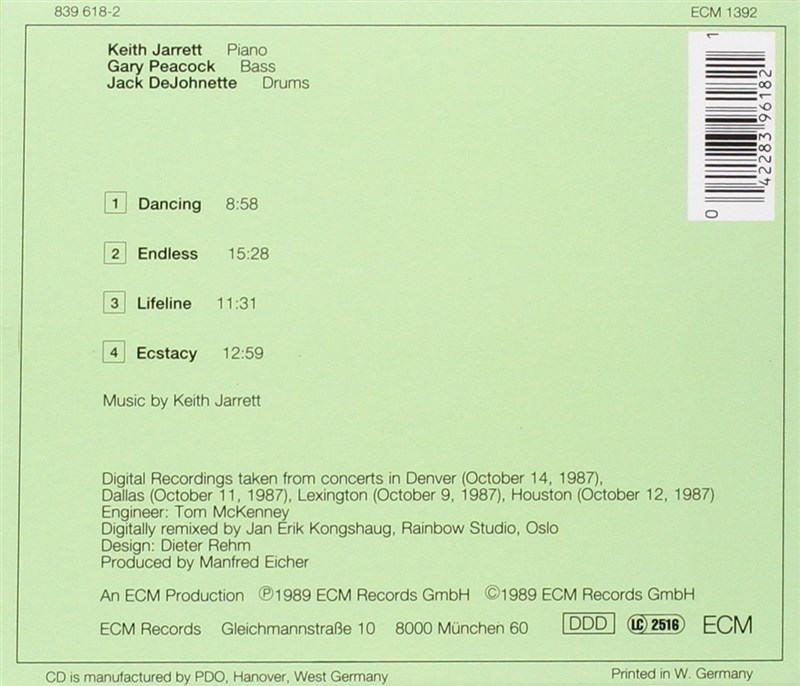 839 618-2
ECM 1392
Keith Jarrett Piano
Gary Peacock Bass
Jack DeJohnette Drums
0 42283 96182 1
1 Dancing 8:58
2 Endless 15:28
3 Lifeline 11:31
4 Ecstacy 12:59
Music by Keith Jarrett
Digital Recordings taken from concerts in Denver (October 14, 1987),
Dallas (October 11, 1987), Lexington (October 9, 1987), Houston (October 12, 1987)
Engineer: Tom McKenney
Digitally remixed by Jan Erik Kongshaug, Rainbow Studio, Oslo
Design: Dieter Rehm
Produced by Manfred Eicher
An ECM Production ℗1989 ECM Records GmbH ©1989 ECM Records GmbH
ECM Records Gleichmannstraße 10 8000 München 60 DDD LC 2516 ECM
CD is manufactured by PDO, Hanover, West Germany
Printed in W. Germany